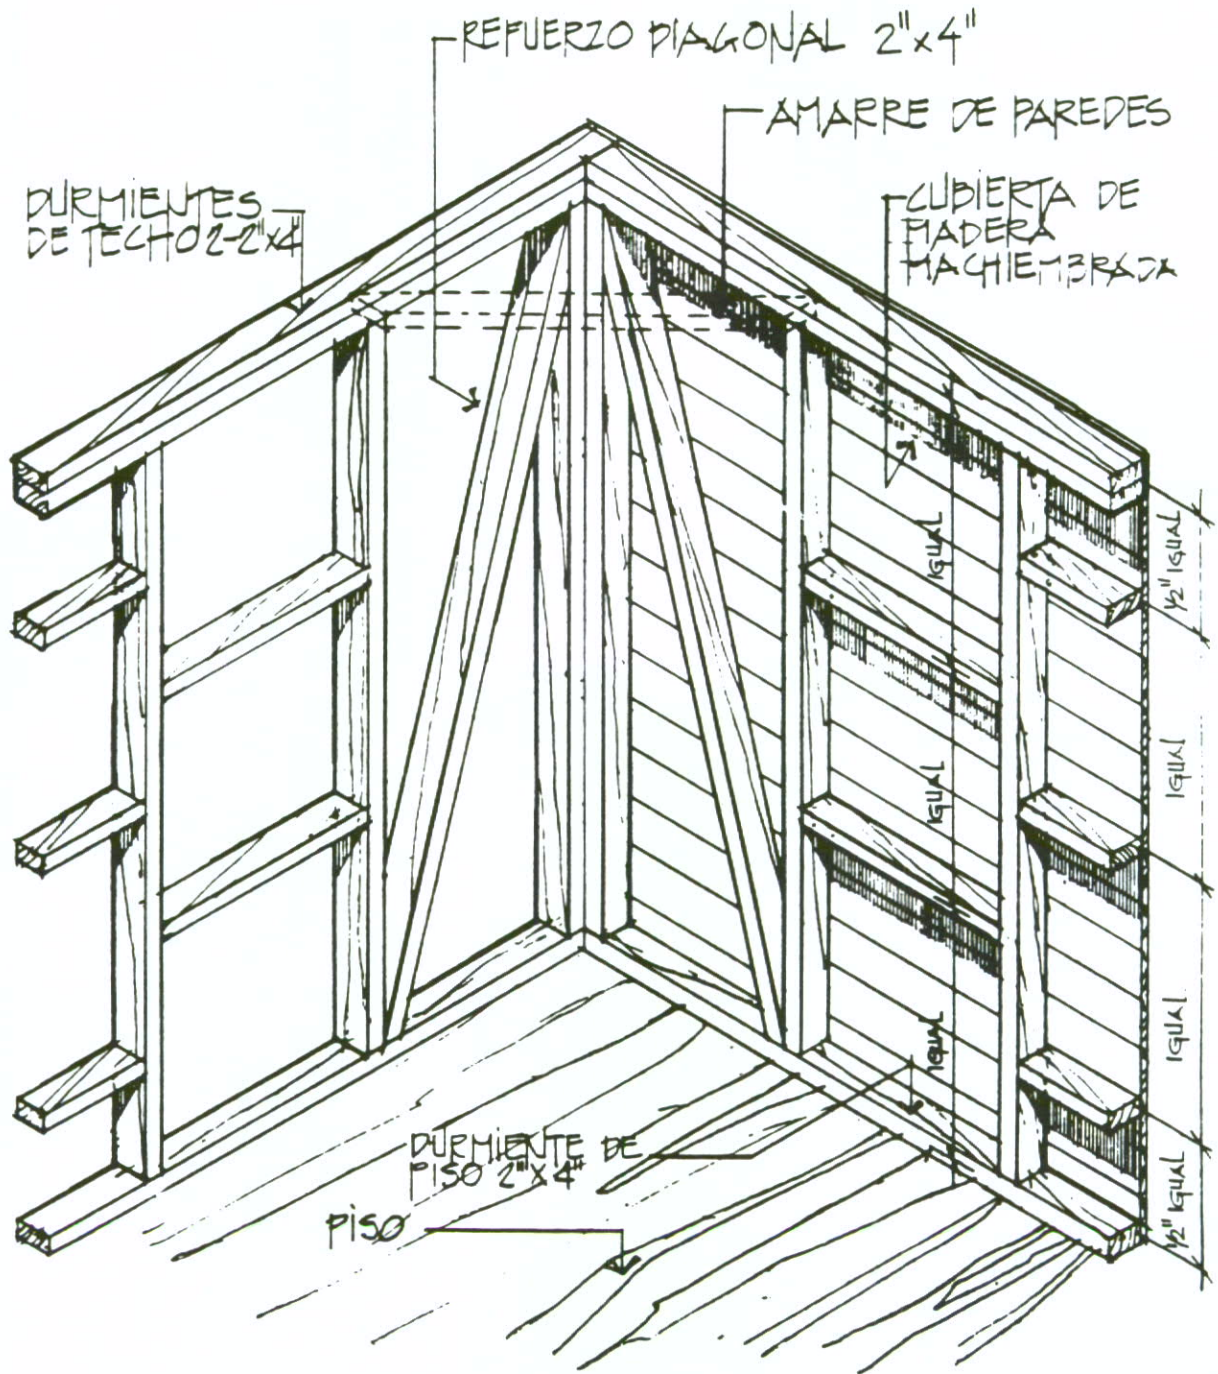 REFUERZO DIAGONAL 2"x4"
AMARRE DE PAREDES
DURMIENTES
DE TECHO 2-2"x4"
CUBIERTA DE
MADERA
MACHIEMBRADA
IGUAL
IGUAL
IGUAL
½" IGUAL
IGUAL
IGUAL
½" IGUAL
DURMIENTE DE
PISO 2"x4"
PISO